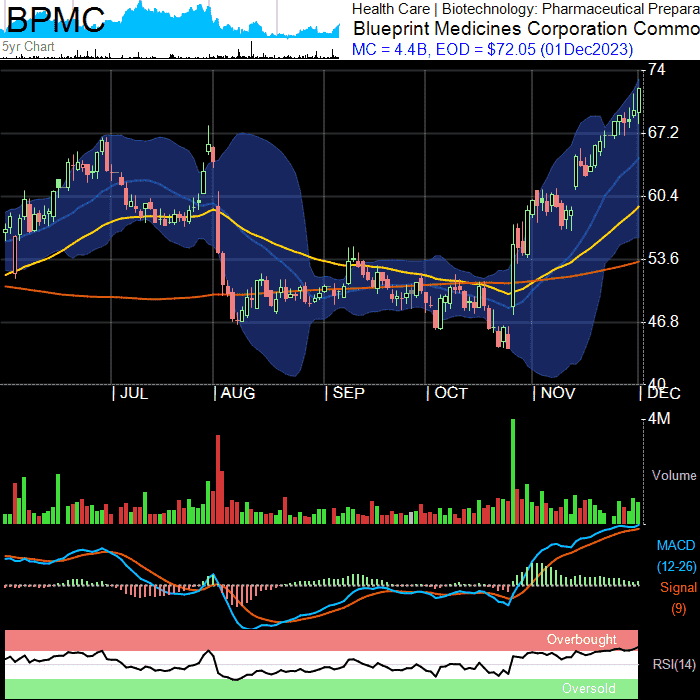 BPMC
5yr Chart
Health Care | Biotechnology: Pharmaceutical Prepara
Blueprint Medicines Corporation Commo
MC = 4.4B, EOD = $72.05 (01Dec2023)
74
67.2
60.4
53.6
46.8
40
| JUL | AUG | SEP | OCT | NOV | DEC
4M
Volume
MACD
(12-26)
Signal
(9)
Overbought
RSI(14)
Oversold